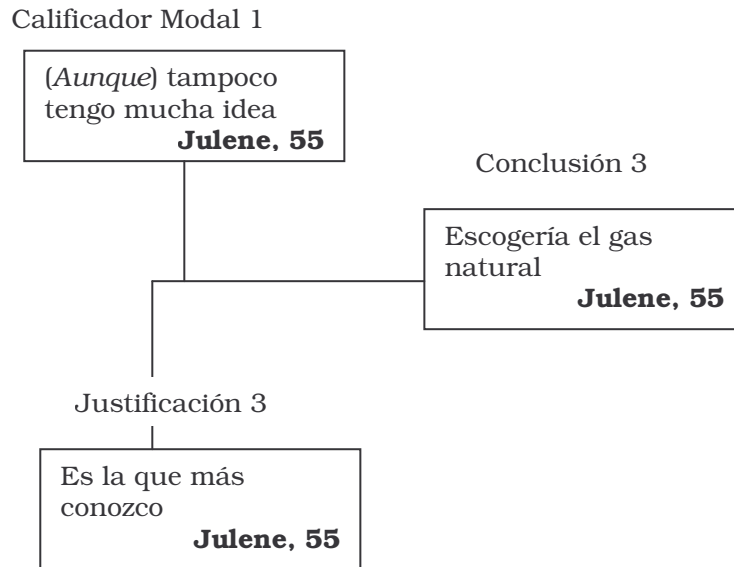 Calificador Modal 1
(Aunque) tampoco
tengo mucha idea
Julene, 55
Conclusión 3
Escogería el gas
natural
Julene, 55
Justificación 3
Es la que más
conozco
Julene, 55